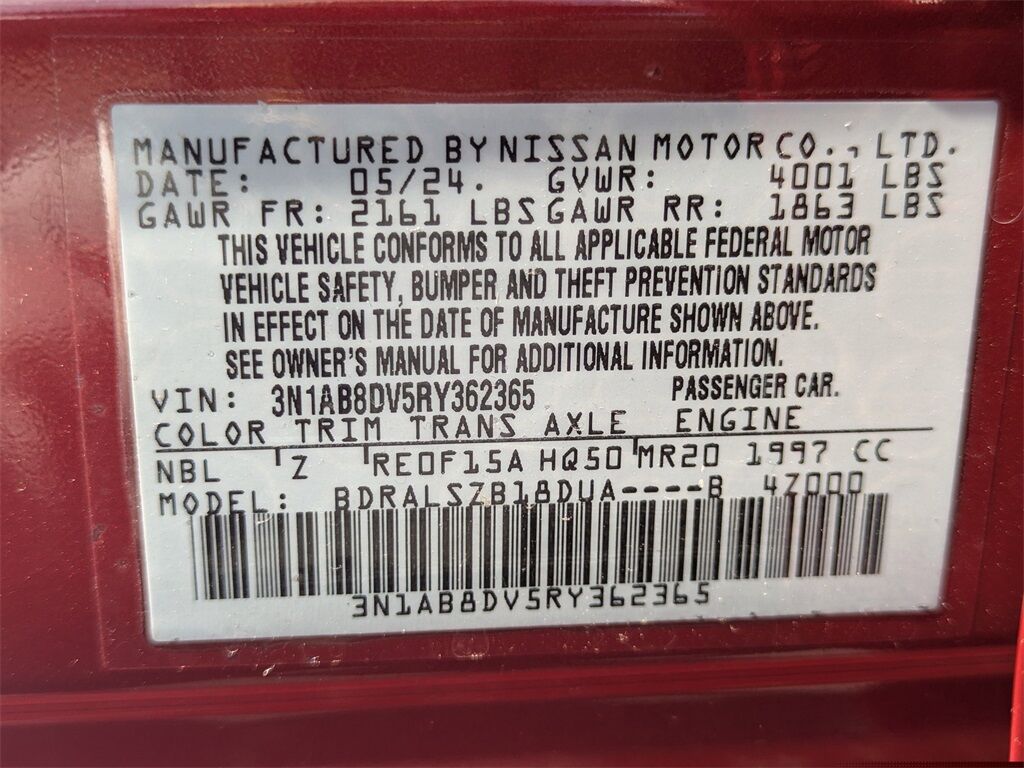 MANUFACTURED BY NISSAN MOTOR CO., LTD.
DATE: 05/24. GVWR: 4001 LBS
GAWR FR: 2161 LBS GAWR RR: 1863 LBS
THIS VEHICLE CONFORMS TO ALL APPLICABLE FEDERAL MOTOR
VEHICLE SAFETY, BUMPER AND THEFT PREVENTION STANDARDS
IN EFFECT ON THE DATE OF MANUFACTURE SHOWN ABOVE.
SEE OWNER'S MANUAL FOR ADDITIONAL INFORMATION.
VIN: 3N1AB8DV5RY362365 PASSENGER CAR.
COLOR TRIM TRANS AXLE ENGINE
NBL Z RE0F15A HQ50 MR20 1997 CC
MODEL: BDRALSZB18DUA----B 4Z000
3N1AB8DV5RY362365